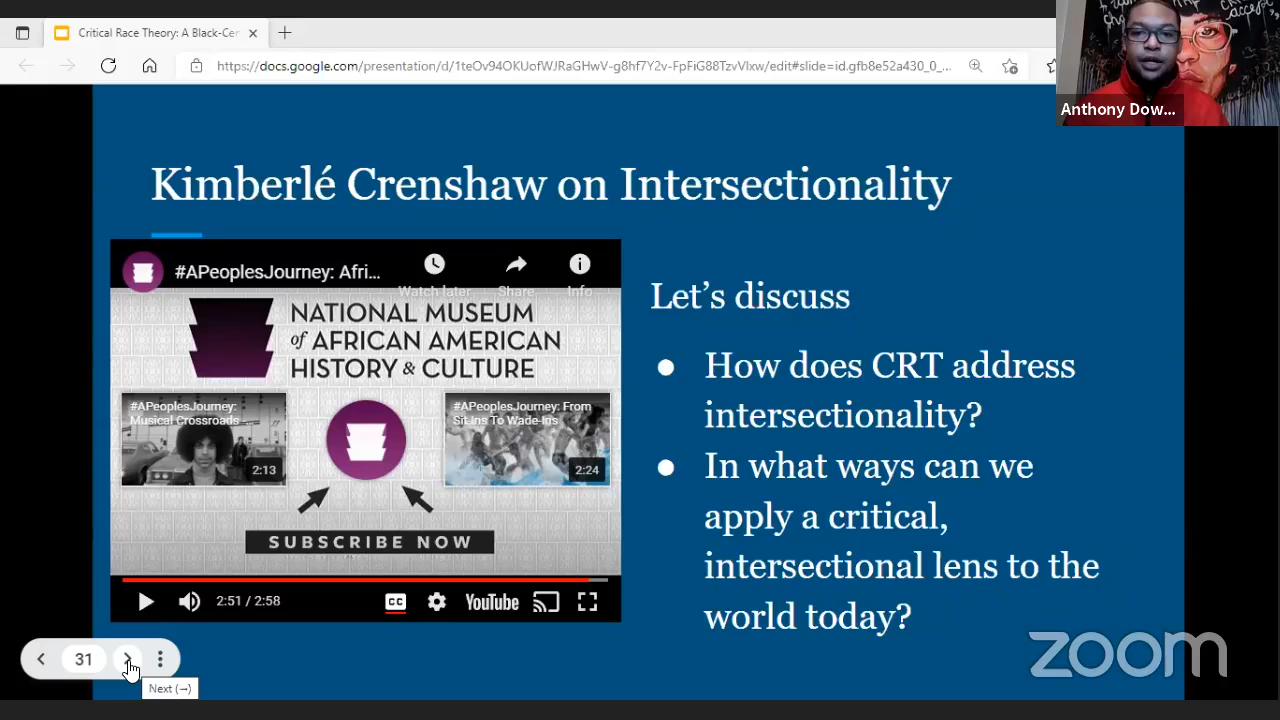 Critical Race Theory: A Black-Cen
https://docs.google.com/presentation/d/1teOv94OKUofWJRaGHwV-g8hf7Y2v-FpFiG88TzvVlxw/edit#slide=id.gfb8e52a430_0_...
accept,
Anthony Dow...
Kimberlé Crenshaw on Intersectionality
#APeoplesJourney: Afri...
Watch later
Share
Info
NATIONAL MUSEUM
of AFRICAN AMERICAN
HISTORY & CULTURE
#APeoplesJourney:
Musical Crossroads -
2:13
#APeoplesJourney: From
Sit-Ins To Wade-Ins
2:24
SUBSCRIBE NOW
2:51 / 2:58
CC
YouTube
Let's discuss
● How does CRT address
intersectionality?
● In what ways can we
apply a critical,
intersectional lens to the
world today?
31
Next (→)
zoom